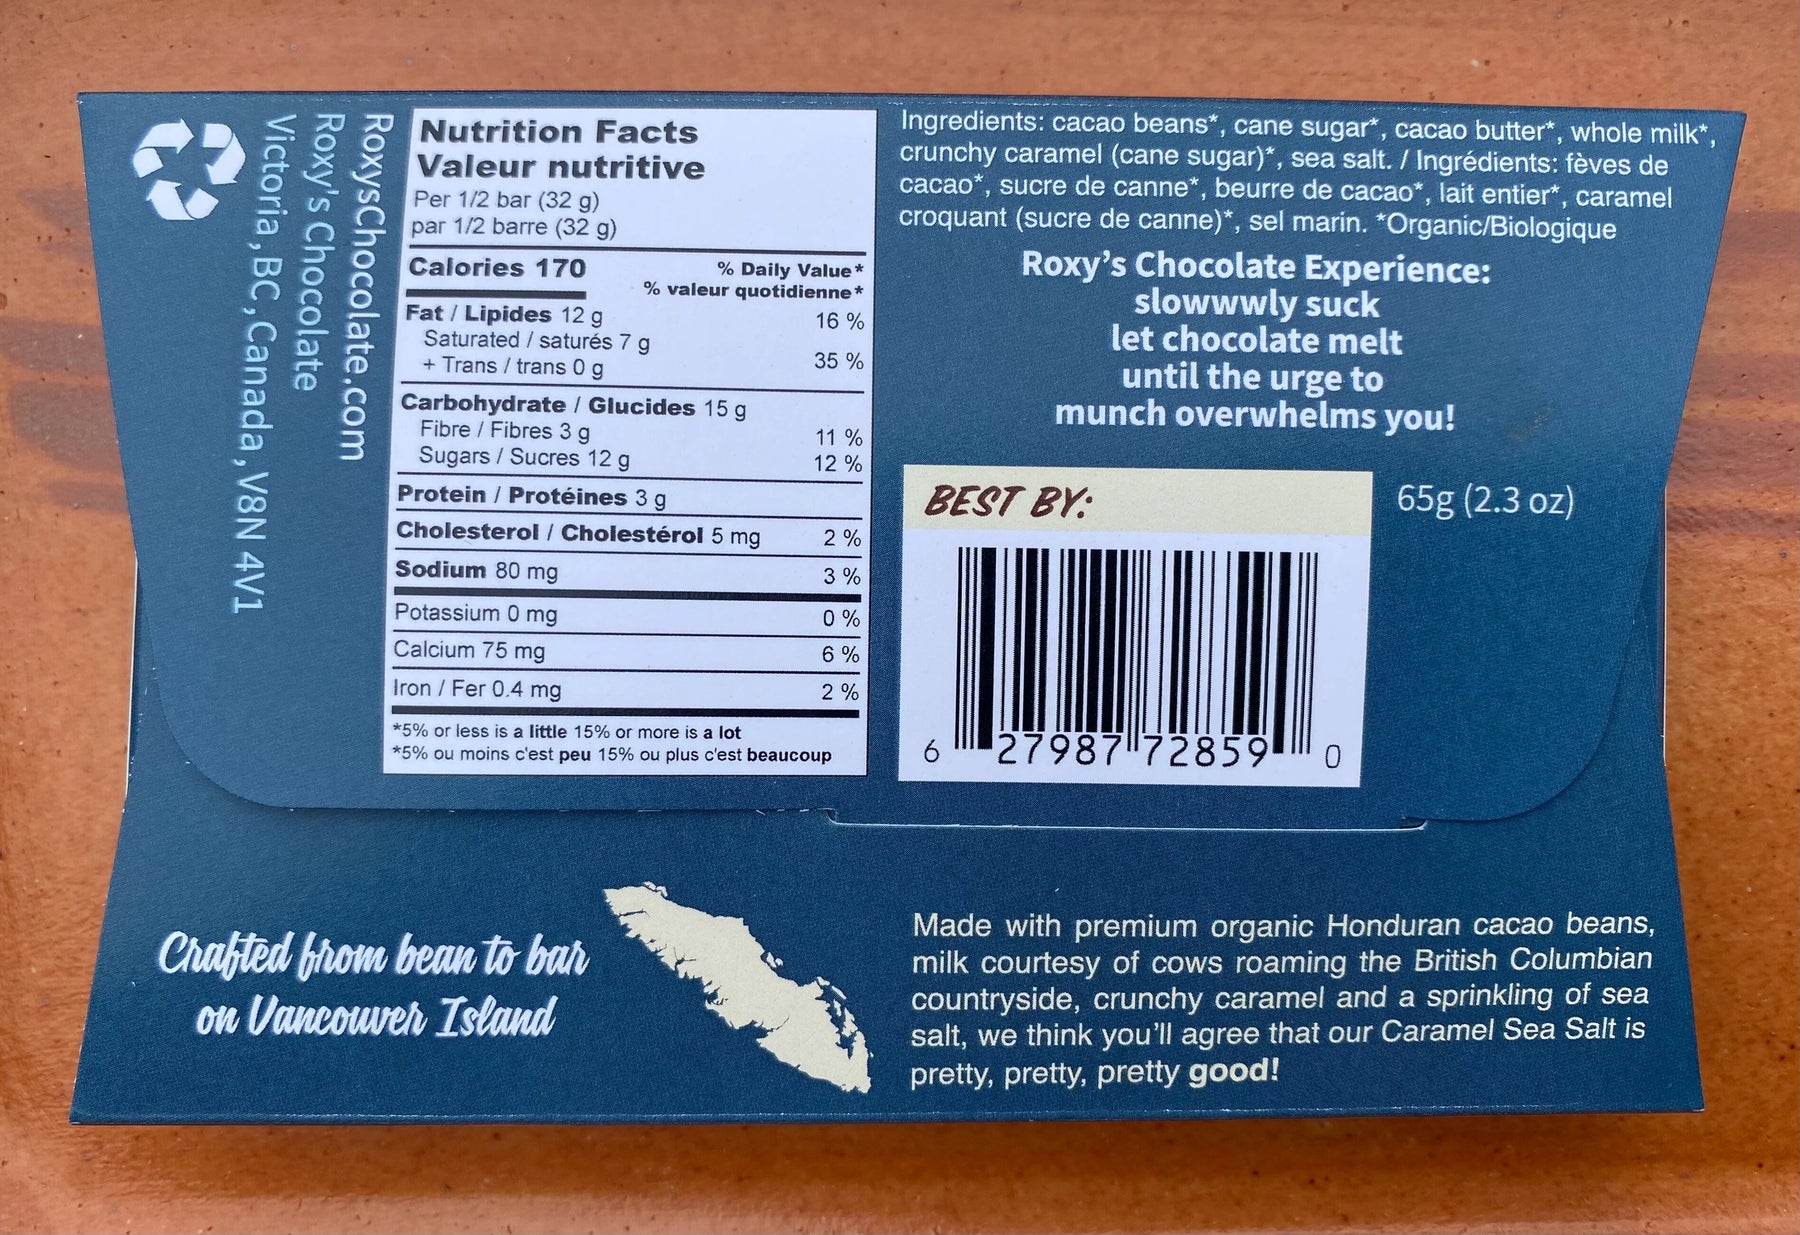 RoxysChocolate.com
Roxy's Chocolate
Victoria, BC, Canada, V8N 4V1
Nutrition Facts
Valeur nutritive
Per 1/2 bar (32 g)
par 1/2 barre (32 g)
Calories 170
% Daily Value*
% valeur quotidienne*
Fat / Lipides 12 g 16 %
Saturated / saturés 7 g
+ Trans / trans 0 g 35 %
Carbohydrate / Glucides 15 g
Fibre / Fibres 3 g 11 %
Sugars / Sucres 12 g 12 %
Protein / Protéines 3 g
Cholesterol / Cholestérol 5 mg 2 %
Sodium 80 mg 3 %
Potassium 0 mg 0 %
Calcium 75 mg 6 %
Iron / Fer 0.4 mg 2 %
*5% or less is a little 15% or more is a lot
*5% ou moins c'est peu 15% ou plus c'est beaucoup
Ingredients: cacao beans*, cane sugar*, cacao butter*, whole milk*,
crunchy caramel (cane sugar)*, sea salt. / Ingrédients: fèves de
cacao*, sucre de canne*, beurre de cacao*, lait entier*, caramel
croquant (sucre de canne)*, sel marin. *Organic/Biologique
Roxy's Chocolate Experience:
slowwwly suck
let chocolate melt
until the urge to
munch overwhelms you!
BEST BY:
65g (2.3 oz)
6 27987 72859 0
Crafted from bean to bar
on Vancouver Island
Made with premium organic Honduran cacao beans,
milk courtesy of cows roaming the British Columbian
countryside, crunchy caramel and a sprinkling of sea
salt, we think you'll agree that our Caramel Sea Salt is
pretty, pretty, pretty good!